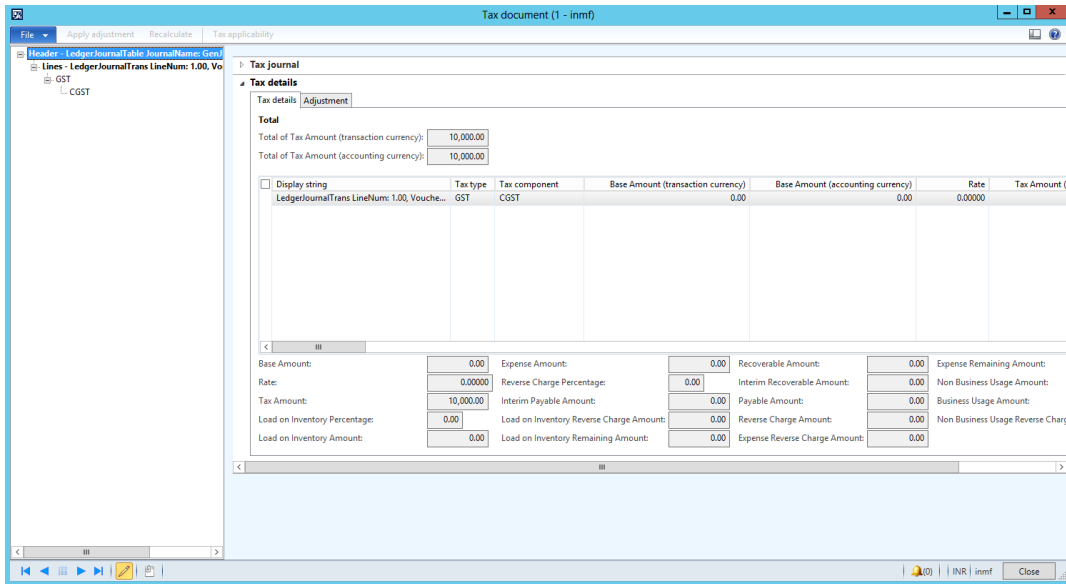 Tax document (1 - inmf)
File Apply adjustment Recalculate Tax applicability
Header - LedgerJournalTable JournalName: GenJ
Lines - LedgerJournalTrans LineNum: 1.00, Vo
GST
CGST
Tax journal
Tax details
Tax details Adjustment
Total
Total of Tax Amount (transaction currency): 10,000.00
Total of Tax Amount (accounting currency): 10,000.00
Display string Tax type Tax component Base Amount (transaction currency) Base Amount (accounting currency) Rate Tax Amount (
LedgerJournalTrans LineNum: 1.00, Vouche... GST CGST 0.00 0.00 0.00000
Base Amount: 0.00 Expense Amount: 0.00 Recoverable Amount: 0.00 Expense Remaining Amount:
Rate: 0.00000 Reverse Charge Percentage: 0.00 Interim Recoverable Amount: 0.00 Non Business Usage Amount:
Tax Amount: 10,000.00 Interim Payable Amount: 0.00 Payable Amount: 0.00 Business Usage Amount:
Load on Inventory Percentage: 0.00 Load on Inventory Reverse Charge Amount: 0.00 Reverse Charge Amount: 0.00 Non Business Usage Reverse Charg
Load on Inventory Amount: 0.00 Load on Inventory Remaining Amount: 0.00 Expense Reverse Charge Amount: 0.00
(0) INR inmf Close